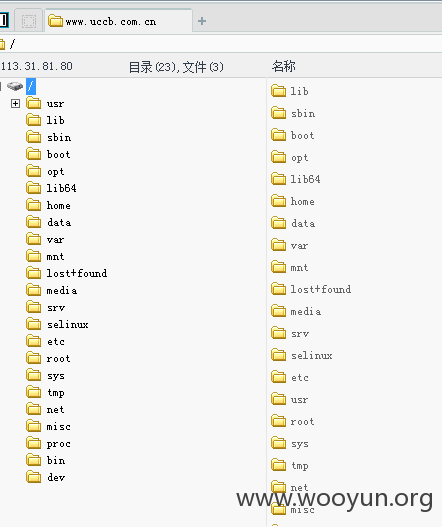 www.uccb.com.cn
/
113.31.81.80
目录(23),文件(3)
名称
/
usr
lib
sbin
boot
opt
lib64
home
data
var
mnt
lost+found
media
srv
selinux
etc
root
sys
tmp
net
misc
proc
bin
dev
lib
sbin
boot
opt
lib64
home
data
var
mnt
lost+found
media
srv
selinux
etc
usr
root
sys
tmp
net
misc
www.wooyun.org